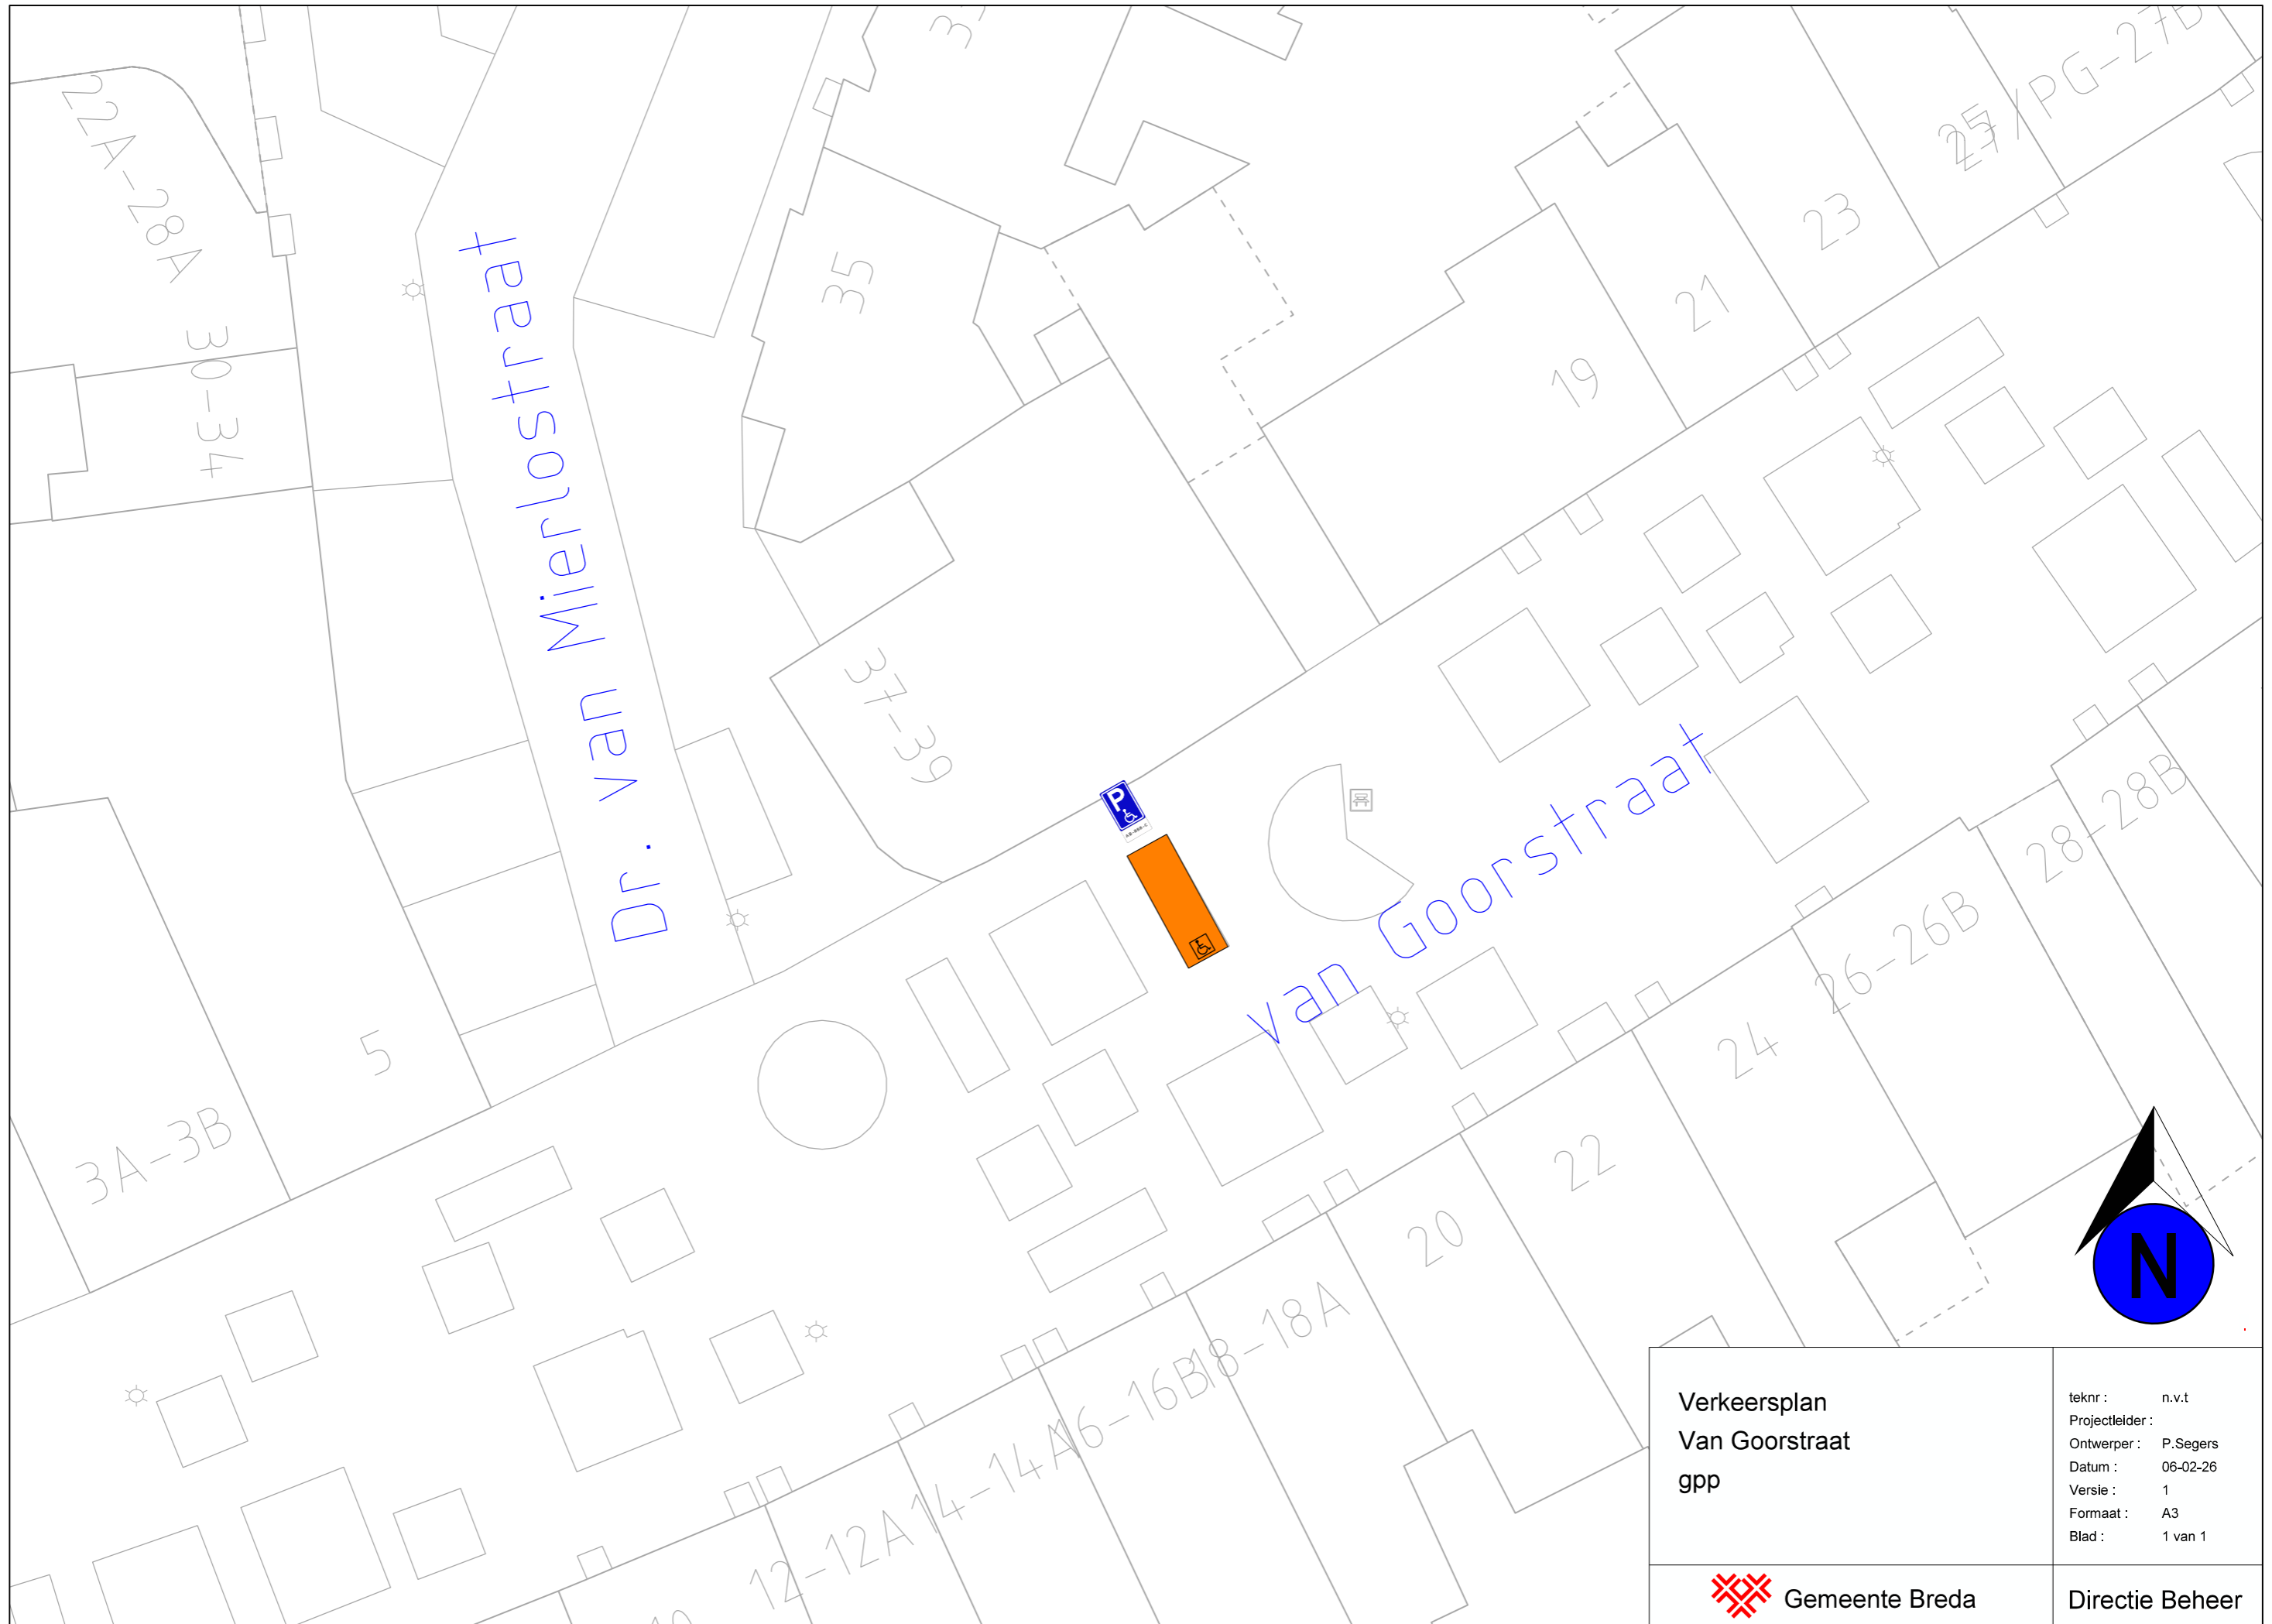 22A-28A
30-34
35
25
27/PG-27B
23
21
19
Dr. van Mierlostraat
37-39
P
van Goorstraat
28-28B
26-26B
24
22
20
18-18A
14-14A
12-12A
5
3A-3B
N
Verkeersplan
Van Goorstraat
gpp
teknr : n.v.t
Projectleider :
Ontwerper : P.Segers
Datum : 06-02-26
Versie : 1
Formaat : A3
Blad : 1 van 1
Gemeente Breda
Directie Beheer